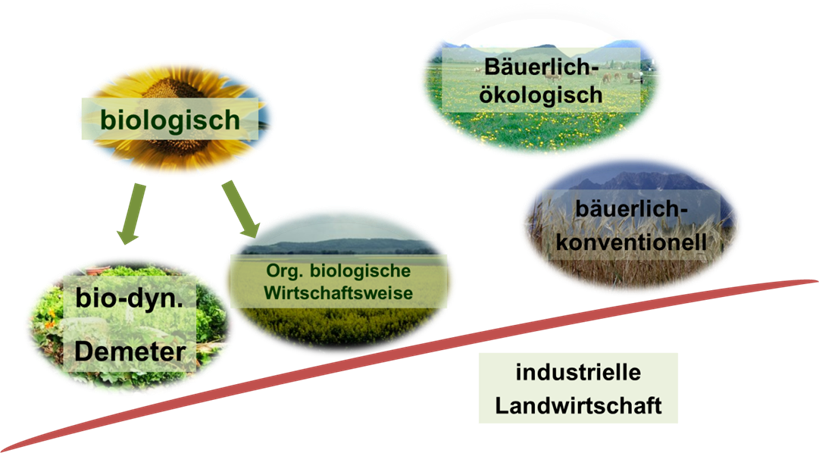 biologisch
Bäuerlich-
ökologisch
bäuerlich-
konventionell
Org. biologische
Wirtschaftsweise
bio-dyn.
Demeter
industrielle
Landwirtschaft